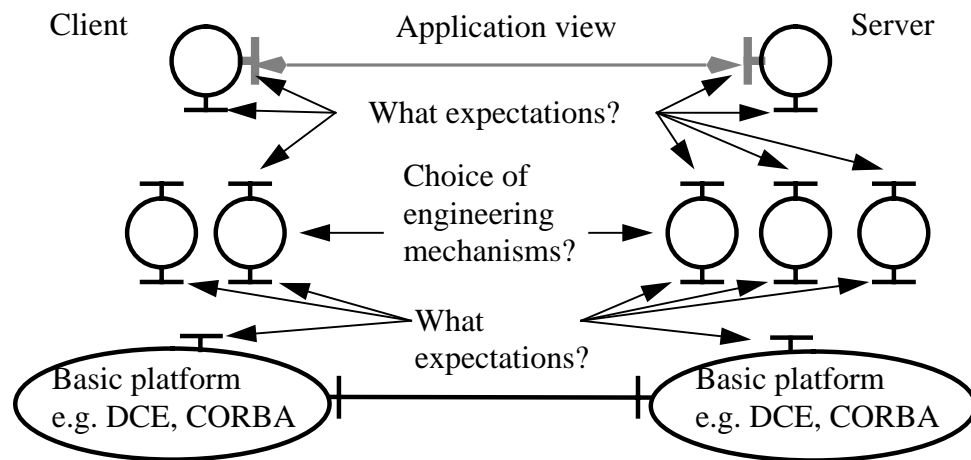 Client
Application view
Server
What expectations?
Choice of
engineering
mechanisms?
What
expectations?
Basic platform
e.g. DCE, CORBA
Basic platform
e.g. DCE, CORBA